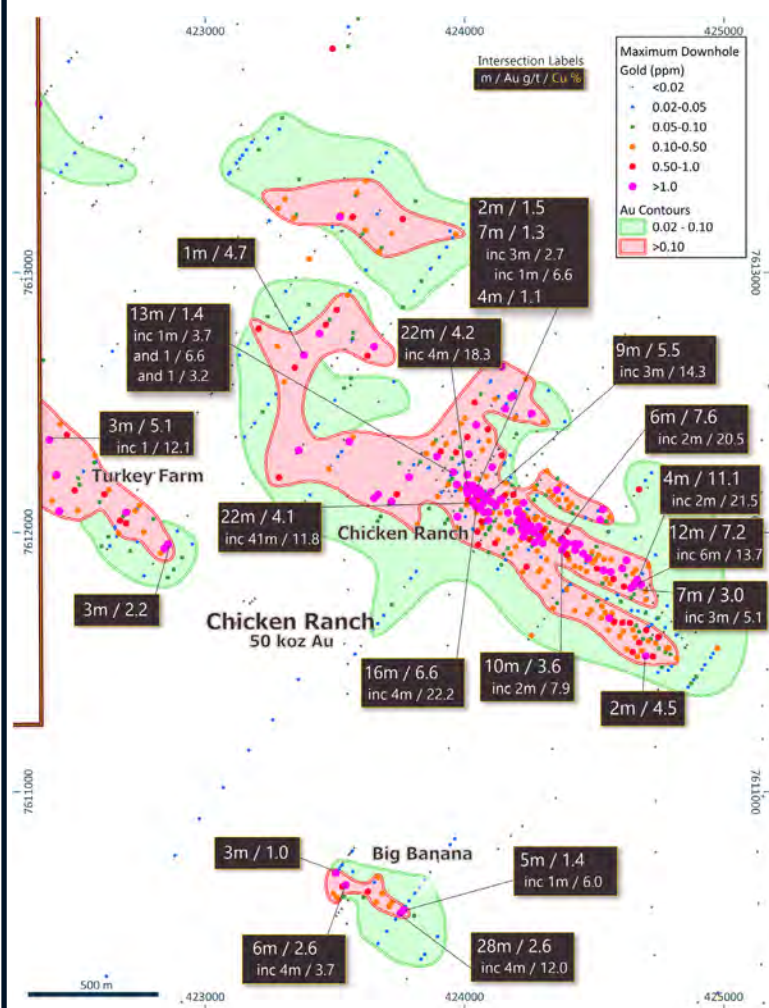 423000
424000
425000
Intersection Labels
m / Au g/t / Cu %
Maximum Downhole
Gold (ppm)
<0.02
0.02-0.05
0.05-0.10
0.10-0.50
0.50-1.0
>1.0
Au Contours
0.02 - 0.10
>0.10
7613000
7613000
2m / 1.5
7m / 1.3
inc 3m / 2.7
inc 1m / 6.6
4m / 1.1
1m / 4.7
13m / 1.4
inc 1m / 3.7
and 1 / 6.6
and 1 / 3.2
22m / 4.2
inc 4m / 18.3
9m / 5.5
inc 3m / 14.3
6m / 7.6
inc 2m / 20.5
3m / 5.1
inc 1 / 12.1
Turkey Farm
4m / 11.1
inc 2m / 21.5
22m / 4.1
inc 41m / 11.8
Chicken Ranch
12m / 7.2
inc 6m / 13.7
7612000
7612000
3m / 2.2
7m / 3.0
inc 3m / 5.1
Chicken Ranch
50 koz Au
16m / 6.6
inc 4m / 22.2
10m / 3.6
inc 2m / 7.9
2m / 4.5
7611000
7611000
3m / 1.0
Big Banana
5m / 1.4
inc 1m / 6.0
6m / 2.6
inc 4m / 3.7
28m / 2.6
inc 4m / 12.0
500 m
423000
424000
425000